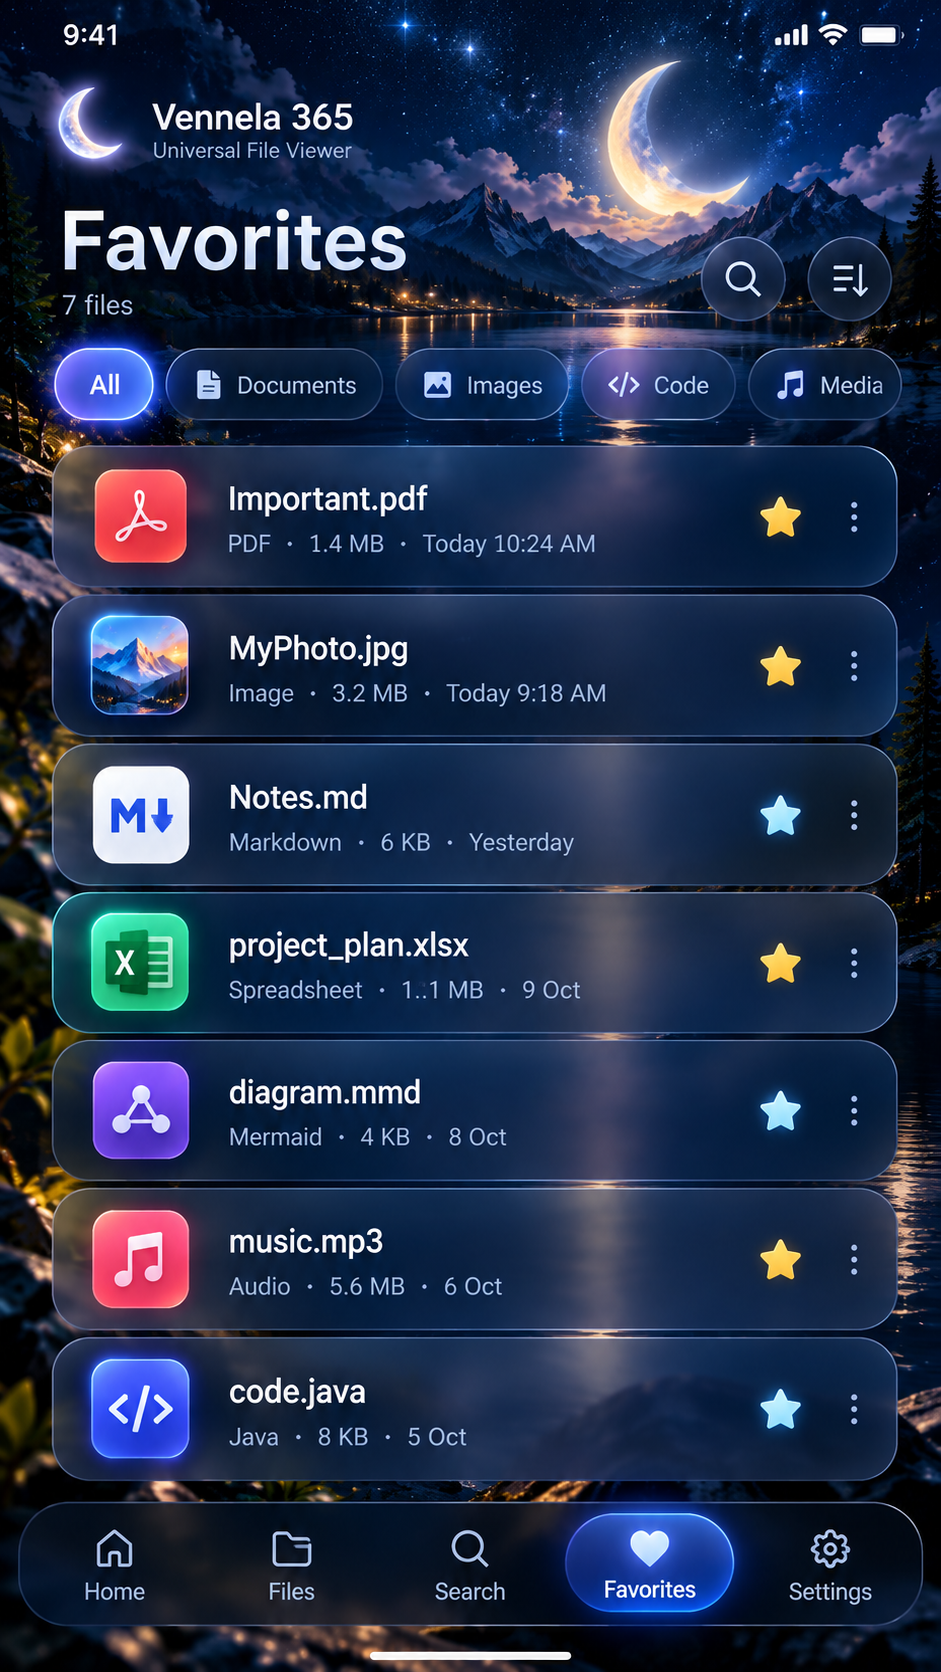 9:41
Vennela 365
Universal File Viewer
Favorites
7 files
All
Documents
Images
</> Code
Media
Important.pdf
PDF • 1.4 MB • Today 10:24 AM
MyPhoto.jpg
Image • 3.2 MB • Today 9:18 AM
M
Notes.md
Markdown • 6 KB • Yesterday
X
project_plan.xlsx
Spreadsheet • 1..1 MB • 9 Oct
diagram.mmd
Mermaid • 4 KB • 8 Oct
music.mp3
Audio • 5.6 MB • 6 Oct
</>
code.java
Java • 8 KB • 5 Oct
Home
Files
Search
Favorites
Settings